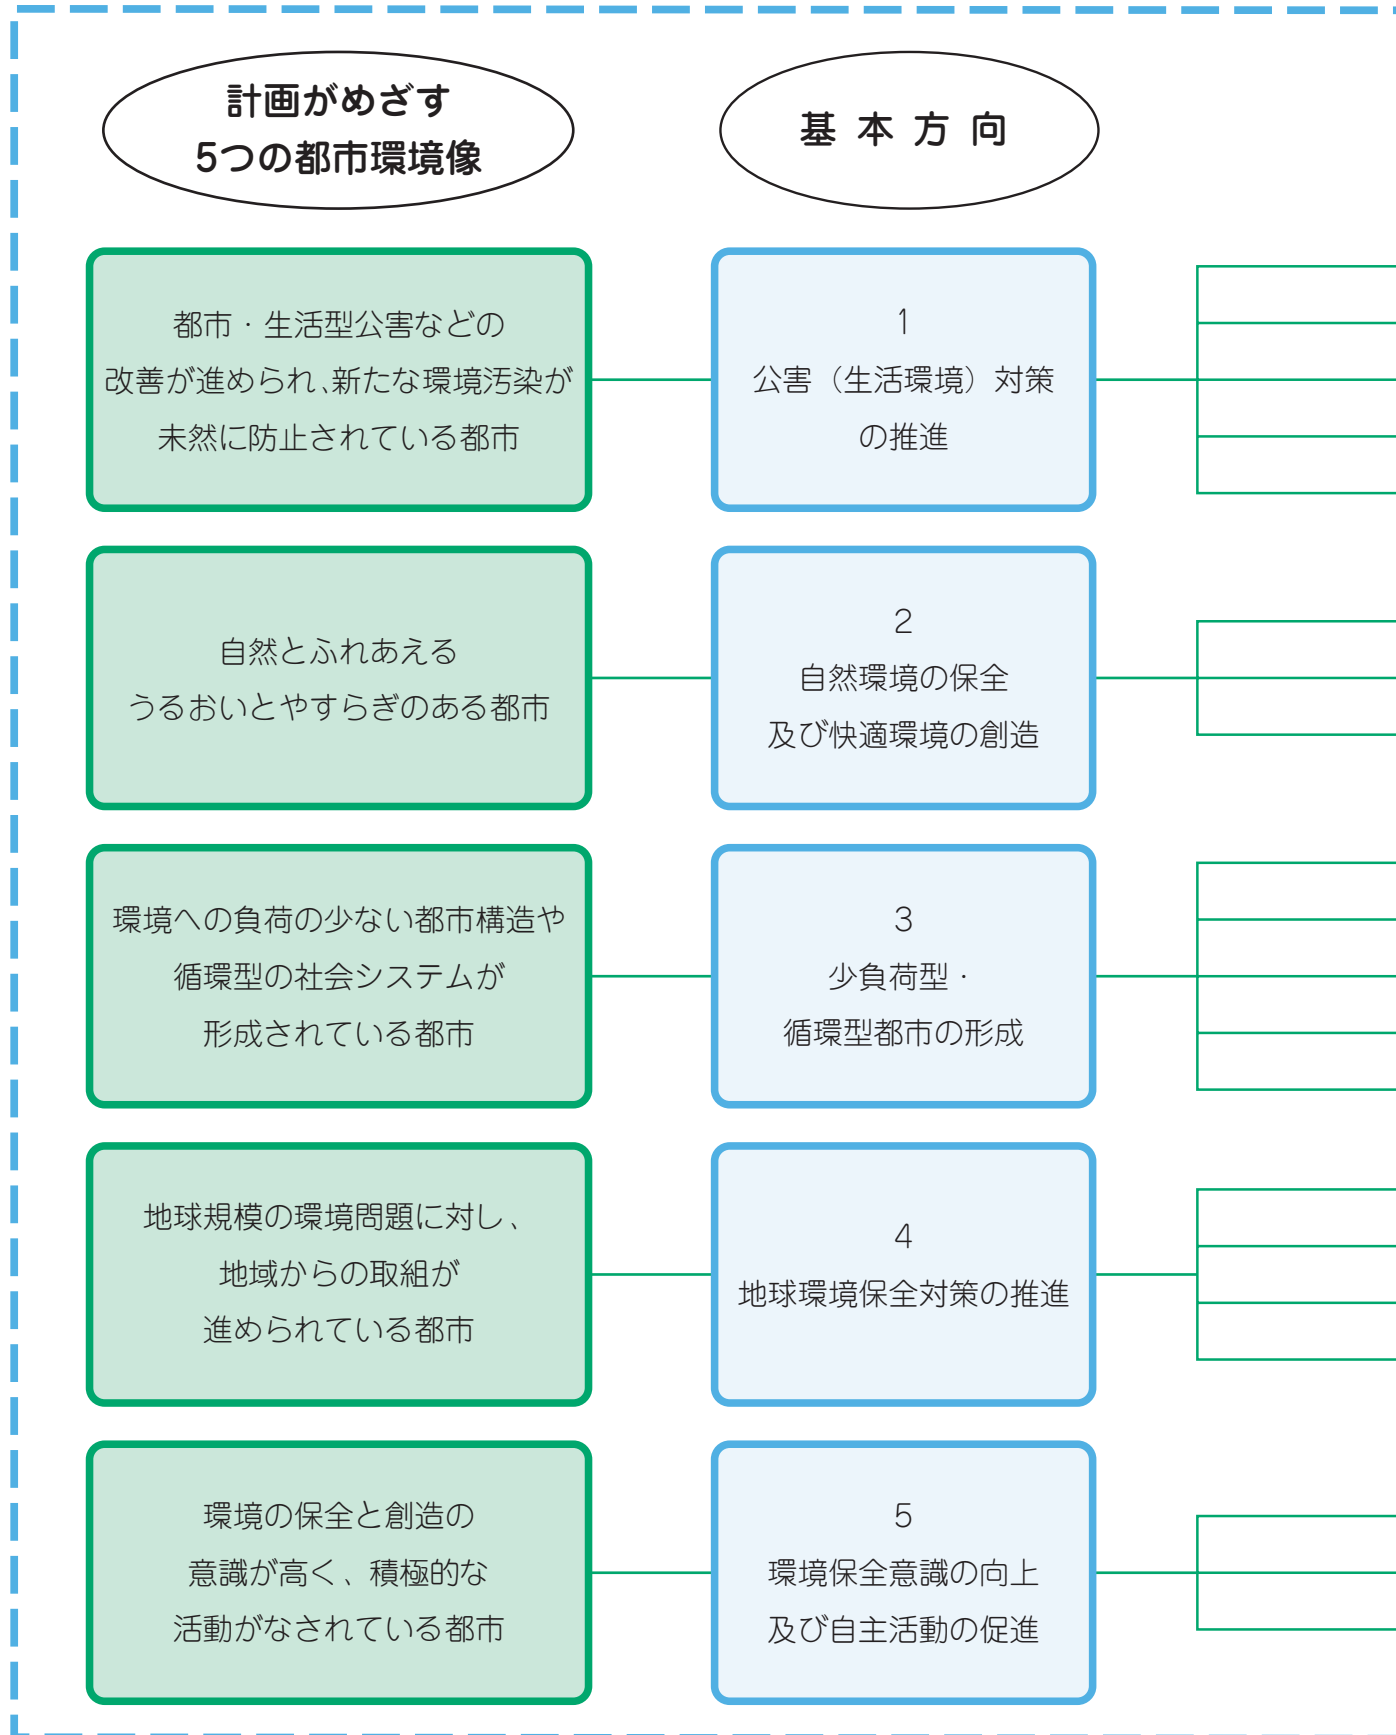 計画がめざす
5つの都市環境像
基本方向
都市・生活型公害などの
改善が進められ、新たな環境汚染が
未然に防止されている都市
1
公害（生活環境）対策
の推進
自然とふれあえる
うるおいとやすらぎのある都市
2
自然環境の保全
及び快適環境の創造
環境への負荷の少ない都市構造や
循環型の社会システムが
形成されている都市
3
少負荷型・
循環型都市の形成
地球規模の環境問題に対し、
地域からの取組が
進められている都市
4
地球環境保全対策の推進
環境の保全と創造の
意識が高く、積極的な
活動がなされている都市
5
環境保全意識の向上
及び自主活動の促進